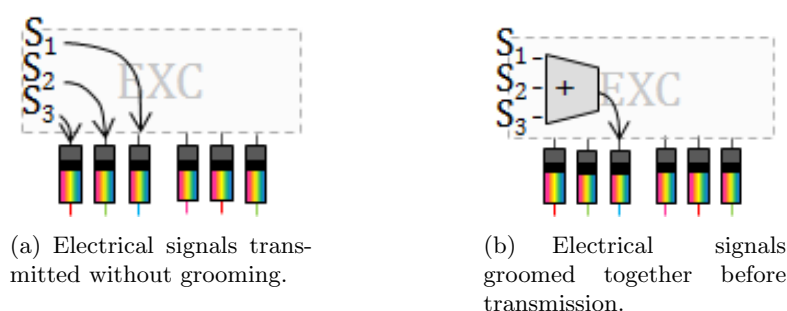 S1
S2
S3
EXC
(a) Electrical signals trans-
mitted without grooming.
S1
S2
S3
+
EXC
(b) Electrical signals
groomed together before
transmission.